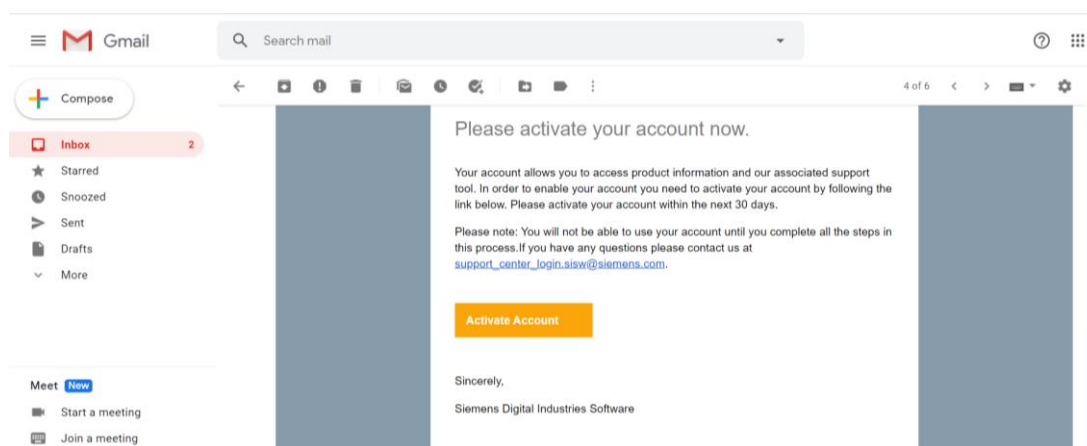 Gmail
Search mail
Compose
4 of 6
Inbox 2
Starred
Snoozed
Sent
Drafts
More
Please activate your account now.
Your account allows you to access product information and our associated support
tool. In order to enable your account you need to activate your account by following the
link below. Please activate your account within the next 30 days.
Please note: You will not be able to use your account until you complete all the steps in
this process.If you have any questions please contact us at
support_center_login.sisw@siemens.com.
Activate Account
Sincerely,
Siemens Digital Industries Software
Meet New
Start a meeting
Join a meeting